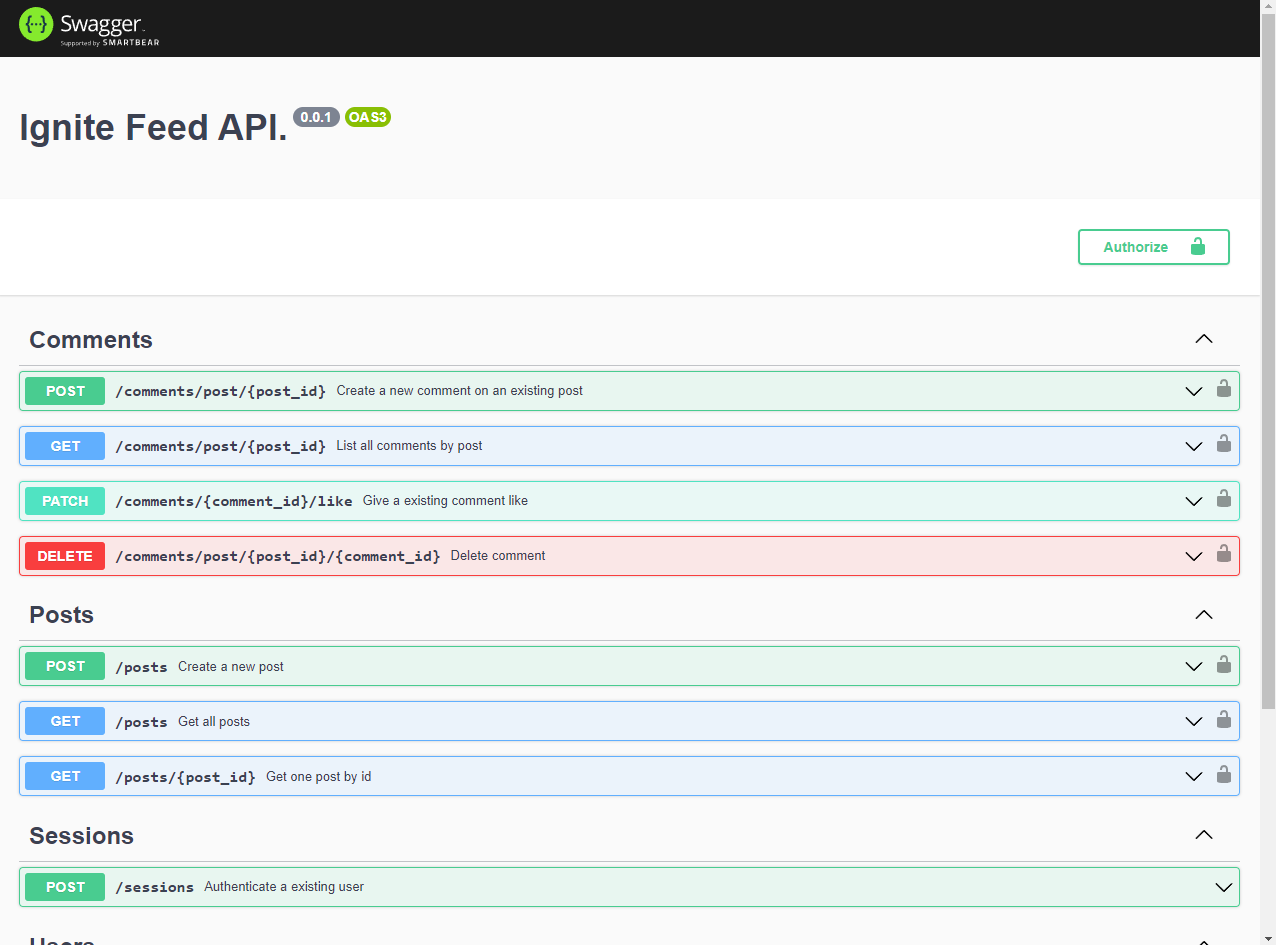 Swagger.
Supported by SMARTBEAR
Ignite Feed API. 0.0.1 OAS3
Authorize
Comments
POST /comments/post/{post_id} Create a new comment on an existing post
GET /comments/post/{post_id} List all comments by post
PATCH /comments/{comment_id}/like Give a existing comment like
DELETE /comments/post/{post_id}/{comment_id} Delete comment
Posts
POST /posts Create a new post
GET /posts Get all posts
GET /posts/{post_id} Get one post by id
Sessions
POST /sessions Authenticate a existing user
Users